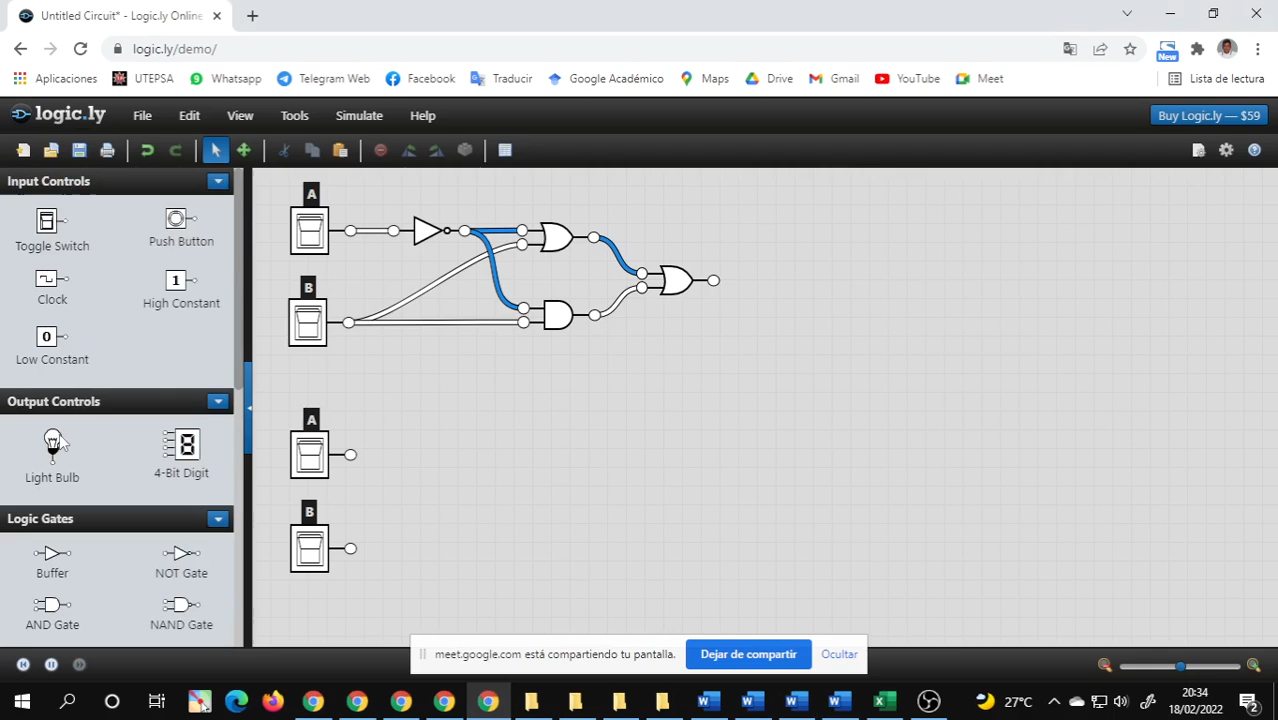 Untitled Circuit* - Logic.ly Online
logic.ly/demo/
New
Aplicaciones UTEPSA Whatsapp Telegram Web Facebook Traducir Google Académico Maps Drive Gmail YouTube Meet Lista de lectura
logic.ly File Edit View Tools Simulate Help Buy Logic.ly — $59
Input Controls
Toggle Switch Push Button
Clock 1 High Constant
0 Low Constant
Output Controls
Light Bulb 8 4-Bit Digit
Logic Gates
Buffer NOT Gate
AND Gate NAND Gate
A
B
A
B
meet.google.com está compartiendo tu pantalla. Dejar de compartir Ocultar
27°C 20:34
18/02/2022 2